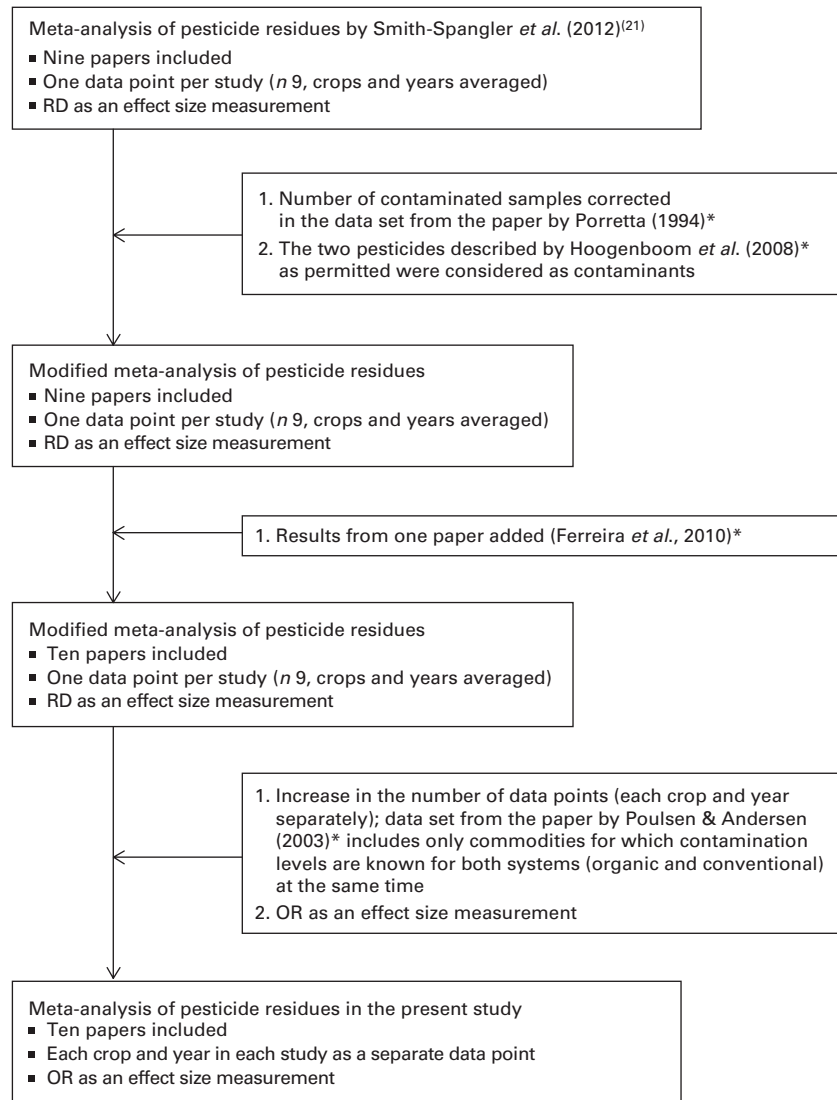 Meta-analysis of pesticide residues by Smith-Spangler et al. (2012)(21)
■ Nine papers included
■ One data point per study (n 9, crops and years averaged)
■ RD as an effect size measurement
1. Number of contaminated samples corrected
in the data set from the paper by Porretta (1994)*
2. The two pesticides described by Hoogenboom et al. (2008)*
as permitted were considered as contaminants
Modified meta-analysis of pesticide residues
■ Nine papers included
■ One data point per study (n 9, crops and years averaged)
■ RD as an effect size measurement
1. Results from one paper added (Ferreira et al., 2010)*
Modified meta-analysis of pesticide residues
■ Ten papers included
■ One data point per study (n 9, crops and years averaged)
■ RD as an effect size measurement
1. Increase in the number of data points (each crop and year
separately); data set from the paper by Poulsen & Andersen
(2003)* includes only commodities for which contamination
levels are known for both systems (organic and conventional)
at the same time
2. OR as an effect size measurement
Meta-analysis of pesticide residues in the present study
■ Ten papers included
■ Each crop and year in each study as a separate data point
■ OR as an effect size measurement